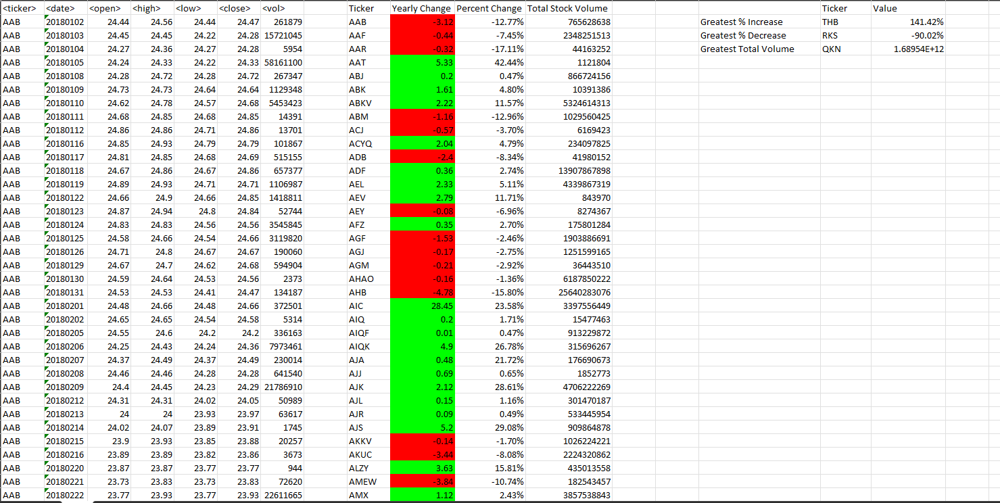 <ticker> <date> <open> <high> <low> <close> <vol> Ticker Yearly Change Percent Change Total Stock Volume Ticker Value
AAB 20180102 24.44 24.56 24.44 24.47 261879 AAB -3.12 -12.77% 765628638 Greatest % Increase THB 141.42%
AAB 20180103 24.45 24.45 24.22 24.28 15721045 AAF -0.44 -7.45% 2348251513 Greatest % Decrease RKS -90.02%
AAB 20180104 24.27 24.36 24.27 24.28 5954 AAR -0.32 -17.11% 44163252 Greatest Total Volume QKN 1.68954E+12
AAB 20180105 24.24 24.33 24.22 24.33 58161100 AAT 5.33 42.44% 1121804
AAB 20180108 24.28 24.72 24.28 24.72 267347 ABJ 0.2 0.47% 866724156
AAB 20180109 24.73 24.73 24.64 24.64 1129348 ABK 1.61 4.80% 10391386
AAB 20180110 24.62 24.78 24.57 24.68 5453423 ABKV 2.22 11.57% 5324614313
AAB 20180111 24.68 24.85 24.68 24.85 14391 ABM -1.16 -12.96% 1029560425
AAB 20180112 24.86 24.86 24.71 24.86 13701 ACJ -0.57 -3.70% 6169423
AAB 20180116 24.85 24.93 24.79 24.79 101867 ACYQ 2.04 4.79% 234097825
AAB 20180117 24.81 24.85 24.68 24.69 515155 ADB -2.4 -8.34% 41980152
AAB 20180118 24.67 24.86 24.67 24.86 657377 ADF 0.36 2.74% 13907867898
AAB 20180119 24.89 24.93 24.71 24.71 1106987 AEL 2.33 5.11% 4339867319
AAB 20180122 24.66 24.9 24.66 24.85 1418811 AEV 2.79 11.71% 843970
AAB 20180123 24.87 24.94 24.8 24.84 52744 AEY -0.08 -6.96% 8274367
AAB 20180124 24.83 24.83 24.56 24.56 3545845 AFZ 0.35 2.70% 175801284
AAB 20180125 24.58 24.66 24.54 24.66 3119820 AGF -1.53 -2.46% 1903886691
AAB 20180126 24.71 24.8 24.67 24.67 190060 AGJ -0.17 -2.75% 1251599165
AAB 20180129 24.67 24.7 24.62 24.68 594904 AGM -0.21 -2.92% 36443510
AAB 20180130 24.59 24.64 24.53 24.56 2373 AHAO -0.16 -1.36% 6187850222
AAB 20180131 24.53 24.53 24.41 24.47 134187 AHB -4.78 -15.80% 25640283076
AAB 20180201 24.48 24.66 24.48 24.66 372501 AIC 28.45 23.58% 3397556449
AAB 20180202 24.65 24.65 24.54 24.58 5314 AIQ 0.2 1.71% 15477463
AAB 20180205 24.55 24.6 24.2 24.2 336163 AIQF 0.01 0.47% 913229872
AAB 20180206 24.25 24.43 24.24 24.36 7973461 AIQK 4.9 26.78% 315696267
AAB 20180207 24.37 24.49 24.37 24.49 230014 AJA 0.48 21.72% 176690673
AAB 20180208 24.46 24.46 24.28 24.28 641540 AJJ 0.69 0.65% 1852773
AAB 20180209 24.4 24.45 24.23 24.29 21786910 AJK 2.12 28.61% 4706222269
AAB 20180212 24.31 24.31 24.02 24.05 50989 AJL 0.15 1.16% 301470187
AAB 20180213 24 24 23.93 23.97 63617 AJR 0.09 0.49% 533445954
AAB 20180214 24.02 24.07 23.89 23.91 1745 AJS 5.2 29.08% 909864878
AAB 20180215 23.9 23.93 23.85 23.88 20257 AKKV -0.14 -1.70% 1026224221
AAB 20180216 23.89 23.89 23.82 23.86 3673 AKUC -3.44 -8.08% 2224320862
AAB 20180220 23.87 23.87 23.77 23.77 944 ALZY 3.63 15.81% 435013558
AAB 20180221 23.73 23.83 23.73 23.83 72620 AMEW -3.84 -10.74% 182543457
AAB 20180222 23.77 23.93 23.77 23.93 22611665 AMX 1.12 2.43% 3857538843